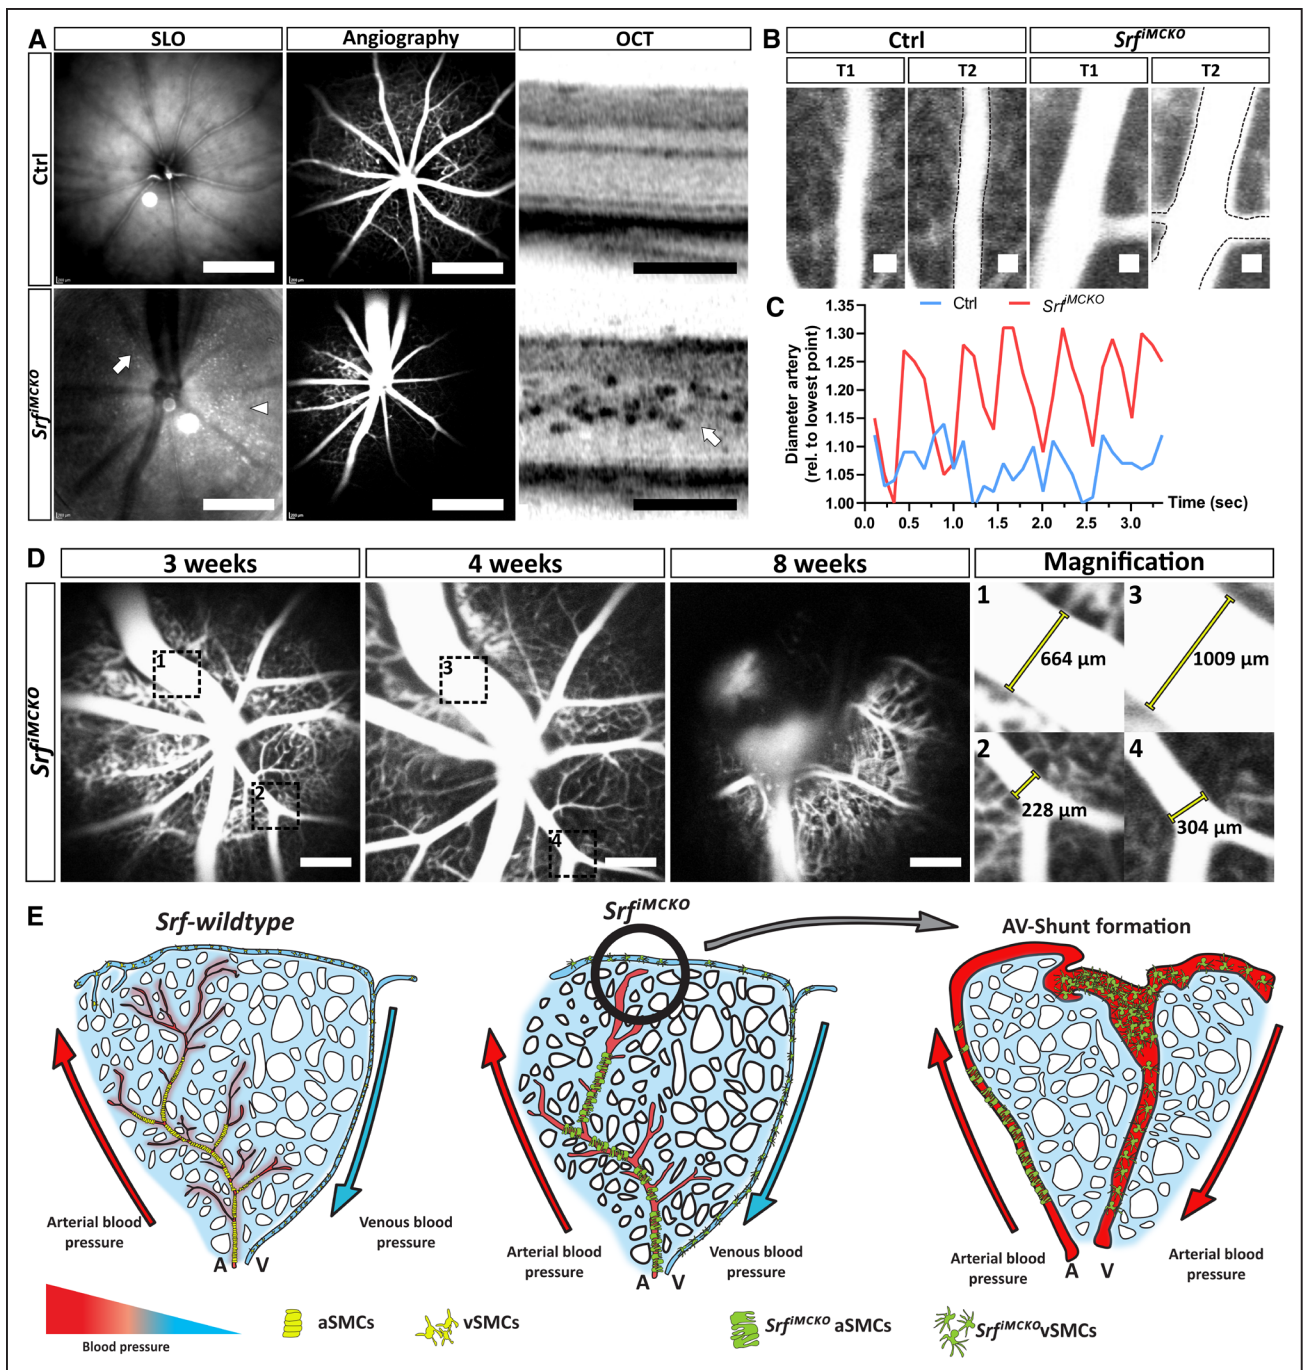 A
SLO
Angiography
OCT
Ctrl
Srf iMCKO
B
Ctrl
Srf iMCKO
T1
T2
T1
T2
C
Ctrl
Srf iMCKO
Diameter artery
(rel. to lowest point)
1.35
1.30
1.25
1.20
1.15
1.10
1.05
1.00
0.0
0.5
1.0
1.5
2.0
2.5
3.0
Time (sec)
D
3 weeks
4 weeks
8 weeks
Magnification
Srf iMCKO
1
2
3
4
1
664 µm
3
1009 µm
2
228 µm
4
304 µm
E
Srf-wildtype
Srf iMCKO
AV-Shunt formation
Arterial blood
pressure
Venous blood
pressure
A V
Arterial blood
pressure
Venous blood
pressure
A V
Arterial blood
pressure
Arterial blood
pressure
A V
Blood pressure
aSMCs
vSMCs
Srf iMCKO aSMCs
Srf iMCKO vSMCs